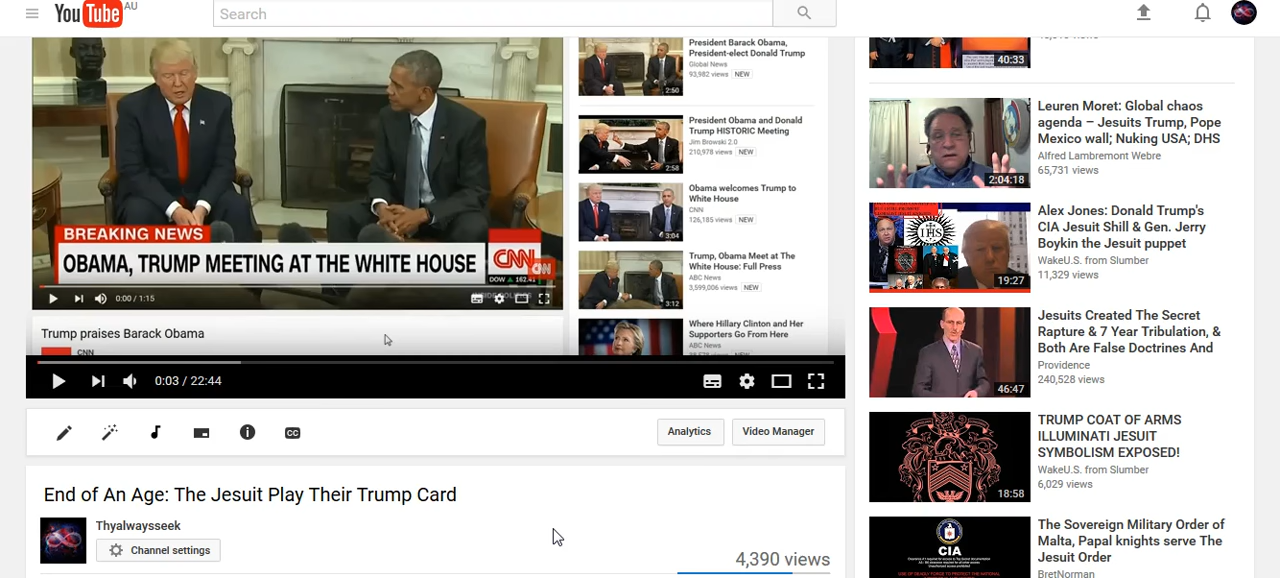 YouTube AU
Search
BREAKING NEWS
OBAMA, TRUMP MEETING AT THE WHITE HOUSE
CNN
CNN
DOW ▲ 162.41
0:00 / 1:15
Trump praises Barack Obama
CNN
President Barack Obama,
President-elect Donald Trump
Global News
93,982 views NEW
2:50
President Obama and Donald
Trump HISTORIC Meeting
Jim Browski 2.0
210,978 views NEW
2:58
Obama welcomes Trump to
White House
CNN
126,185 views NEW
3:04
Trump, Obama Meet at The
White House: Full Press
ABC News
3,599,006 views NEW
3:12
Where Hillary Clinton and Her
Supporters Go From Here
ABC News
0:03 / 22:44
CC
Analytics
Video Manager
End of An Age: The Jesuit Play Their Trump Card
Thyalwaysseek
Channel settings
4,390 views
40:33
Leuren Moret: Global chaos
agenda – Jesuits Trump, Pope
Mexico wall; Nuking USA; DHS
Alfred Lambremont Webre
65,731 views
2:04:18
Alex Jones: Donald Trump's
CIA Jesuit Shill & Gen. Jerry
Boykin the Jesuit puppet
WakeU.S. from Slumber
11,329 views
IHS
19:27
Jesuits Created The Secret
Rapture & 7 Year Tribulation, &
Both Are False Doctrines And
Providence
240,528 views
46:47
TRUMP COAT OF ARMS
ILLUMINATI JESUIT
SYMBOLISM EXPOSED!
WakeU.S. from Slumber
6,029 views
18:58
The Sovereign Military Order of
Malta, Papal knights serve The
Jesuit Order
BretNorman
CIA